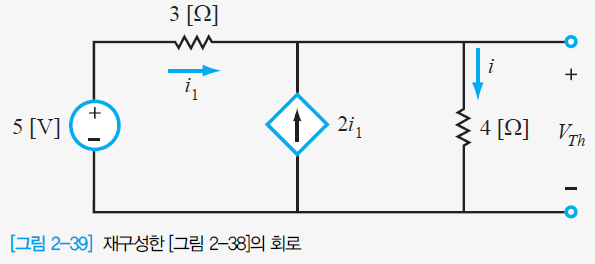 3 [Ω]
i1
5 [V]
+
−
2i1
i
4 [Ω]
+
VTh
−
[그림 2-39] 재구성한 [그림 2-38]의 회로